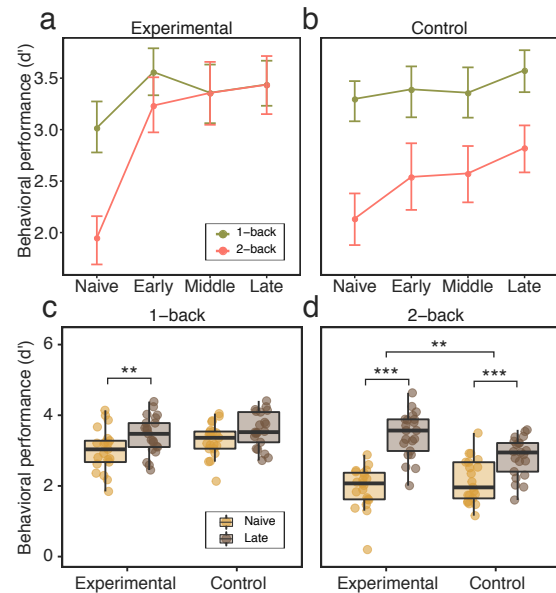 a
Experimental
b
Control
Behavioral performance (d')
3.5
3.0
2.5
2.0
1-back
2-back
Naive Early Middle Late
Naive Early Middle Late
c
1-back
d
2-back
Behavioral performance (d')
6
4
2
0
**
**
***
***
Naive
Late
Experimental Control
Experimental Control